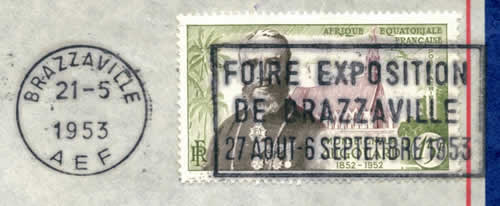 BRAZZAVILLE
21-5
1953
AEF
AFRIQUE EQUATORIALE
FRANÇAISE
FOIRE EXPOSITION
DE BRAZZAVILLE
27 AOUT-6 SEPTEMBRE 1953
RF
1852-1952